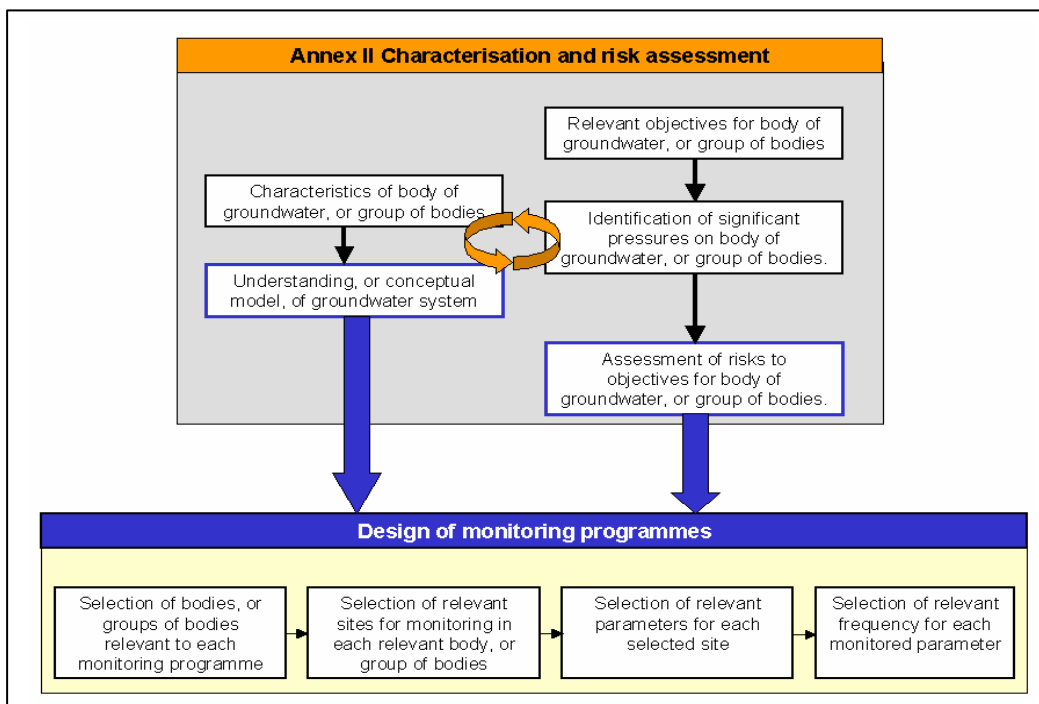 Annex II Characterisation and risk assessment
Relevant objectives for body of
groundwater, or group of bodies
Characteristics of body of
groundwater, or group of bodies
Identification of significant
pressures on body of
groundwater, or group of bodies.
Understanding, or conceptual
model, of groundwater system
Assessment of risks to
objectives for body of
groundwater, or group of bodies.
Design of monitoring programmes
Selection of bodies, or
groups of bodies
relevant to each
monitoring programme
Selection of relevant
sites for monitoring in
each relevant body, or
group of bodies
Selection of relevant
parameters for each
selected site
Selection of relevant
frequency for each
monitored parameter